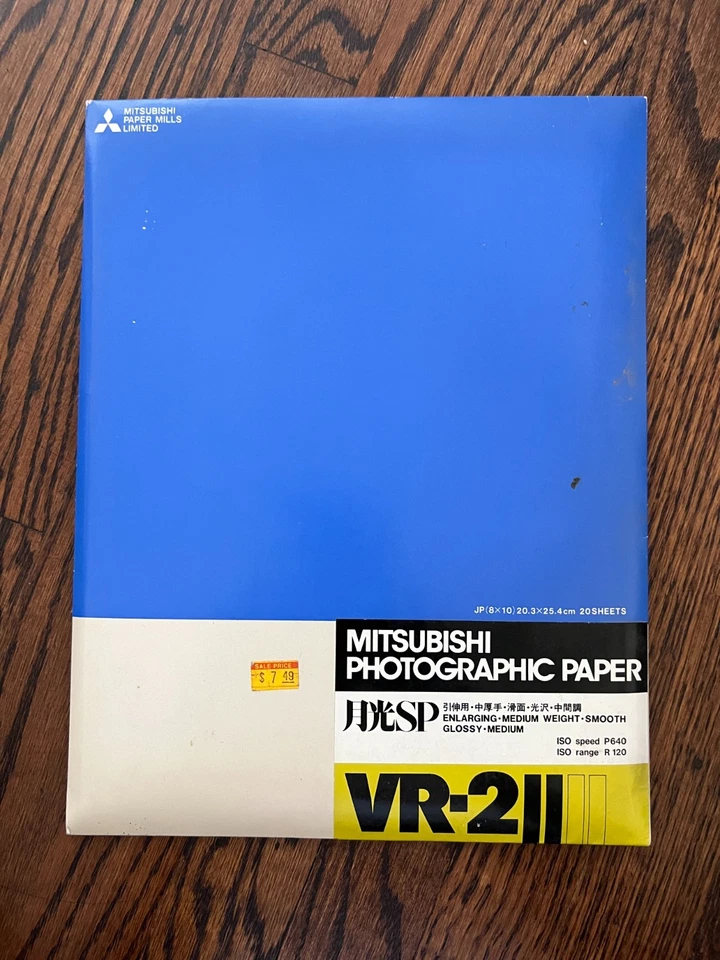 MITSUBISHI
PAPER MILLS
LIMITED
JP(8×10)20.3×25.4cm 20SHEETS
MITSUBISHI
PHOTOGRAPHIC PAPER
SALE PRICE
$ 7 49
月光SP
引伸用・中厚手・滑面・光沢・中間調
ENLARGING・MEDIUM WEIGHT・SMOOTH
GLOSSY・MEDIUM
ISO speed P640
ISO range R120
VR-2